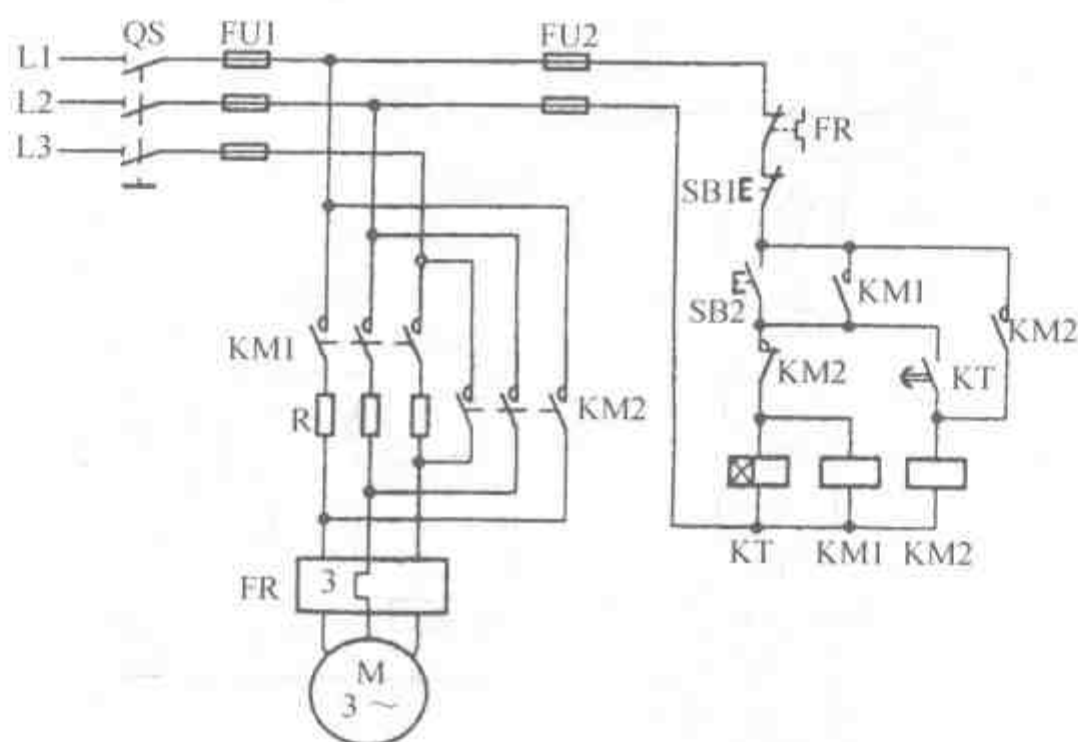 QS FU1 FU2
L1
L2
L3
FR
SB1
KM1
SB2
KM2
KM1
KM2
KT
R
KM2
KT KM1 KM2
FR 3
M
3 ~